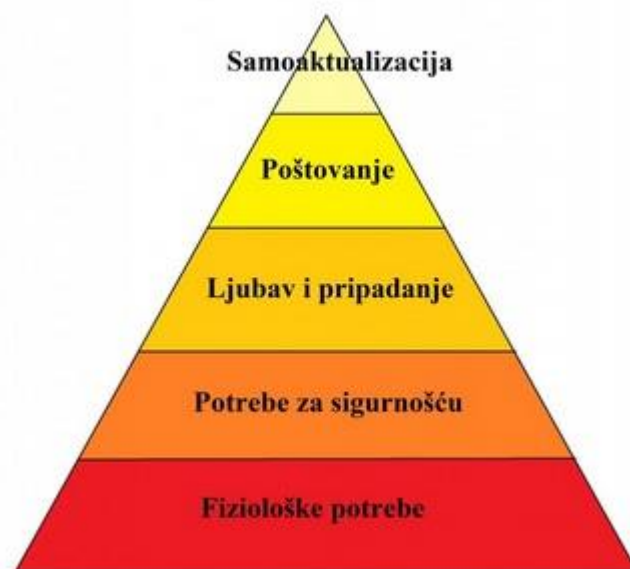 Samoaktualizacija
Poštovanje
Ljubav i pripadanje
Potrebe za sigurnošću
Fiziološke potrebe